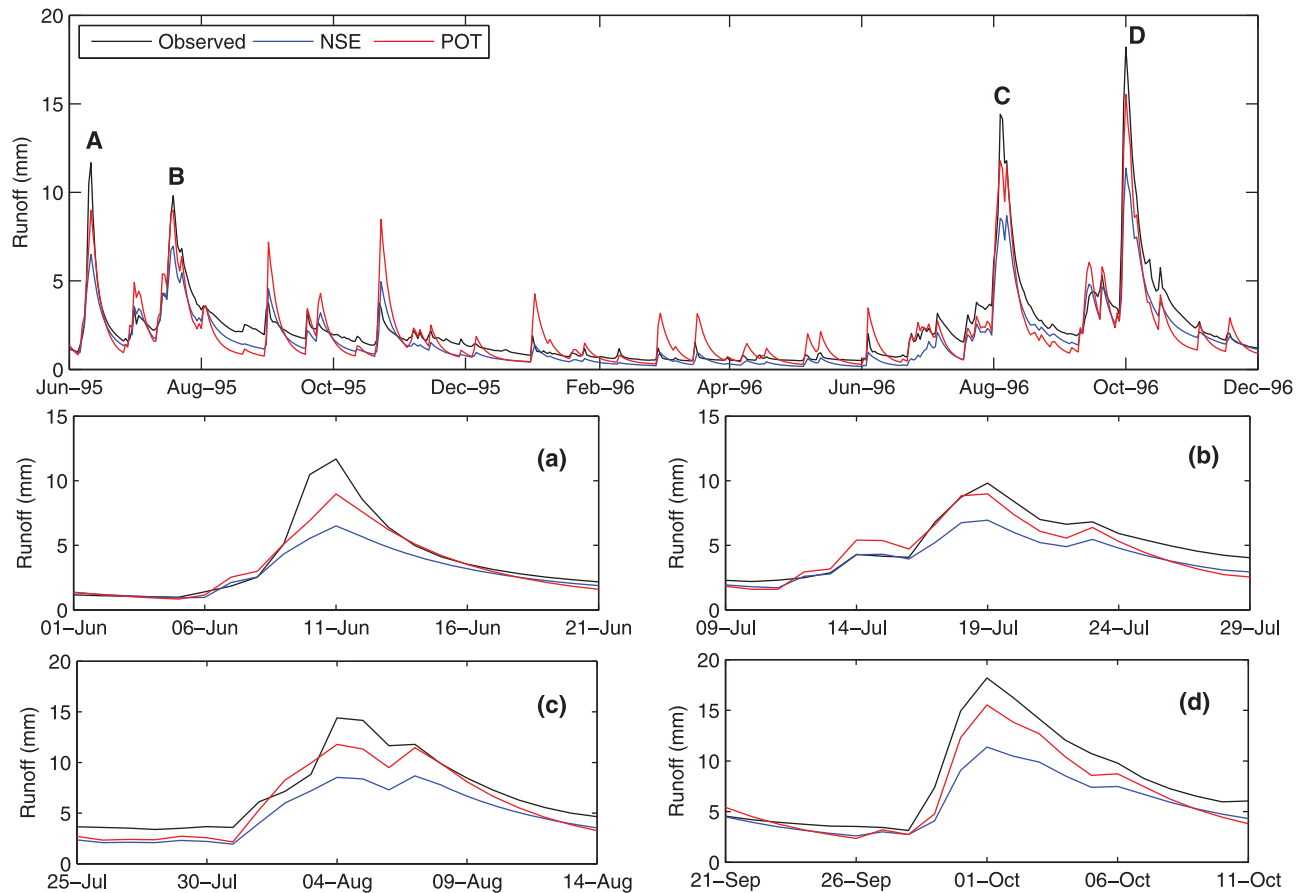 20
15
10
5
0
Runoff (mm)
Observed NSE POT
A
B
C
D
Jun–95 Aug–95 Oct–95 Dec–95 Feb–96 Apr–96 Jun–96 Aug–96 Oct–96 Dec–96
15
10
5
0
Runoff (mm)
(a)
01–Jun 06–Jun 11–Jun 16–Jun 21–Jun
15
10
5
0
Runoff (mm)
(b)
09–Jul 14–Jul 19–Jul 24–Jul 29–Jul
20
15
10
5
0
Runoff (mm)
(c)
25–Jul 30–Jul 04–Aug 09–Aug 14–Aug
20
15
10
5
0
Runoff (mm)
(d)
21–Sep 26–Sep 01–Oct 06–Oct 11–Oct